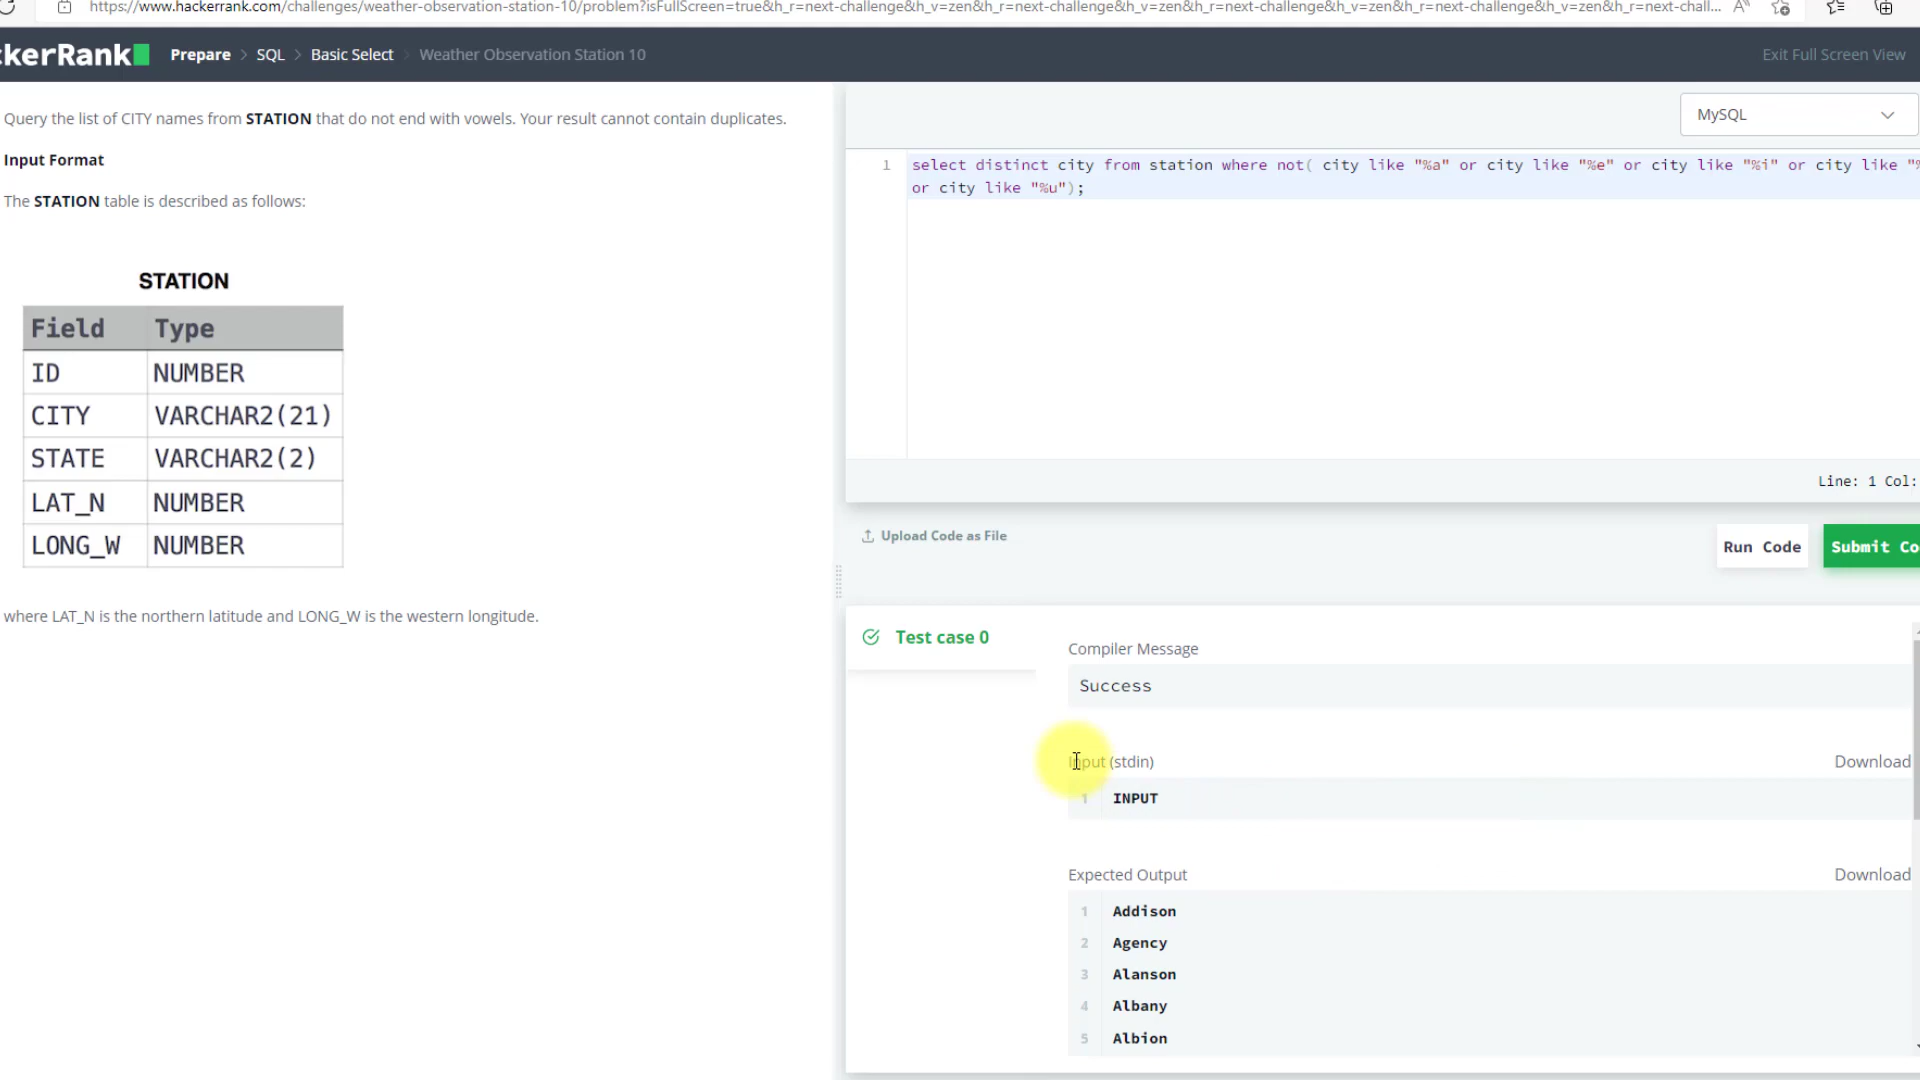 https://www.hackerrank.com/challenges/weather-observation-station-10/problem?isFullScreen=true&h_r=next-challenge&h_v=zen&h_r=next-challenge&h_v=zen&h_r=next-challenge&h_v=zen&h_r=next-challenge&h_v=zen&h_r=next-chall...
ckerRank Prepare > SQL > Basic Select > Weather Observation Station 10 Exit Full Screen View
Query the list of CITY names from STATION that do not end with vowels. Your result cannot contain duplicates.
Input Format
The STATION table is described as follows:
STATION
Field Type
ID NUMBER
CITY VARCHAR2(21)
STATE VARCHAR2(2)
LAT_N NUMBER
LONG_W NUMBER
where LAT_N is the northern latitude and LONG_W is the western longitude.
MySQL
1 select distinct city from station where not( city like "%a" or city like "%e" or city like "%i" or city like "%
or city like "%u");
Line: 1 Col:
Upload Code as File
Run Code
Submit Co
Test case 0
Compiler Message
Success
Input (stdin) Download
1 INPUT
Expected Output Download
1 Addison
2 Agency
3 Alanson
4 Albany
5 Albion